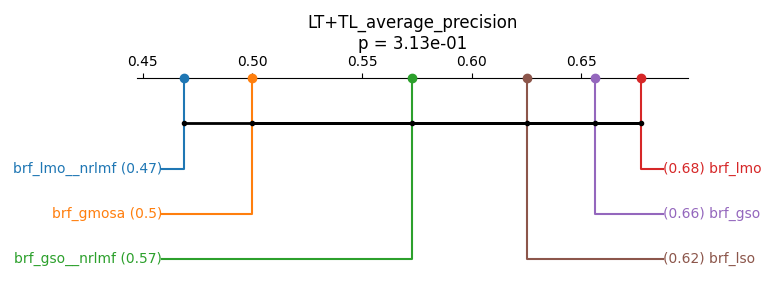 LT+TL_average_precision
p = 3.13e-01
0.45 0.50 0.55 0.60 0.65
brf_lmo__nrlmf (0.47) (0.68) brf_lmo
brf_gmosa (0.5) (0.66) brf_gso
brf_gso__nrlmf (0.57) (0.62) brf_lso